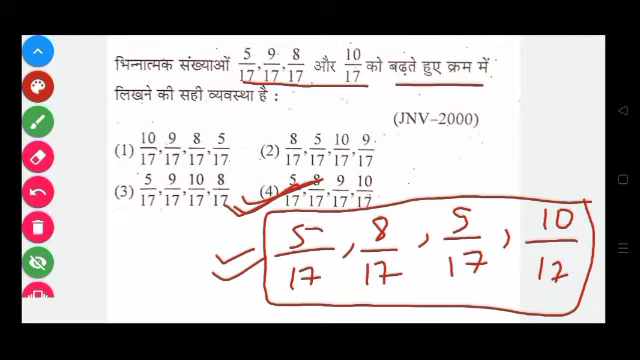 भिन्नात्मक संख्याओं 5/17, 9/17, 8/17 और 10/17 को बढ़ते हुए क्रम में
लिखने की सही व्यवस्था है :
(JNV–2000)
(1) 10/17, 9/17, 8/17, 5/17 (2) 8/17, 5/17, 10/17, 9/17
(3) 5/17, 9/17, 10/17, 8/17 (4) 5/17, 8/17, 9/17, 10/17
5/17, 8/17, 5/17, 10/17